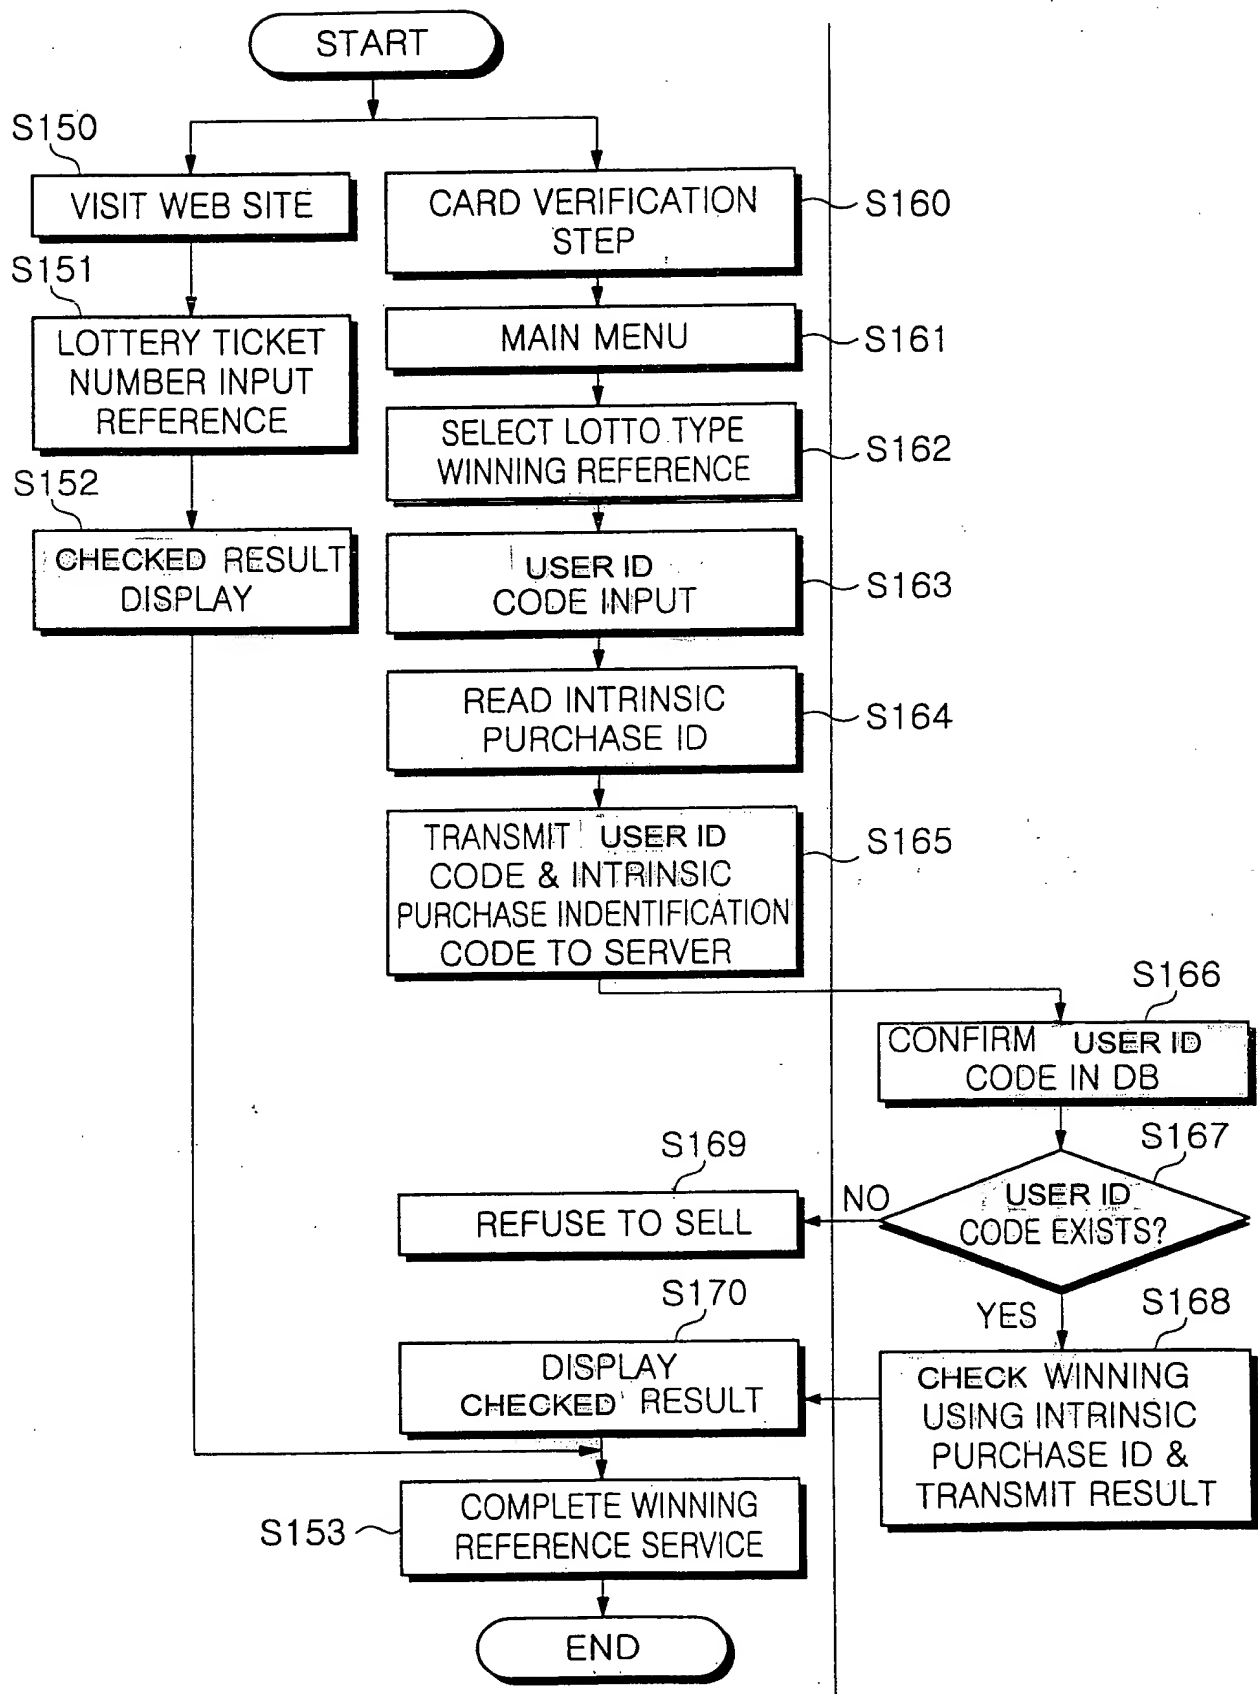 START
S150
VISIT WEB SITE
S151
LOTTERY TICKET
NUMBER INPUT
REFERENCE
S152
CHECKED RESULT
DISPLAY
CARD VERIFICATION
STEP
S160
MAIN MENU
S161
SELECT LOTTO TYPE
WINNING REFERENCE
S162
USER ID
CODE INPUT
S163
READ INTRINSIC
PURCHASE ID
S164
TRANSMIT USER ID
CODE & INTRINSIC
PURCHASE INDENTIFICATION
CODE TO SERVER
S165
S166
CONFIRM USER ID
CODE IN DB
S167
USER ID
CODE EXISTS?
NO
S169
REFUSE TO SELL
YES
S168
CHECK WINNING
USING INTRINSIC
PURCHASE ID &
TRANSMIT RESULT
S170
DISPLAY
CHECKED RESULT
S153
COMPLETE WINNING
REFERENCE SERVICE
END